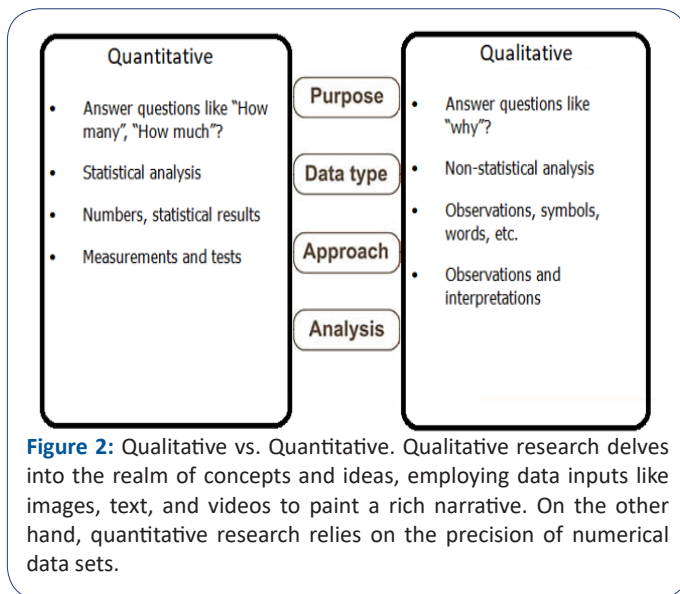 Quantitative
• Answer questions like "How
many", "How much"?
• Statistical analysis
• Numbers, statistical results
• Measurements and tests
Purpose
Data type
Approach
Analysis
Qualitative
• Answer questions like
"why"?
• Non-statistical analysis
• Observations, symbols,
words, etc.
• Observations and
interpretations
Figure 2: Qualitative vs. Quantitative. Qualitative research delves
into the realm of concepts and ideas, employing data inputs like
images, text, and videos to paint a rich narrative. On the other
hand, quantitative research relies on the precision of numerical
data sets.